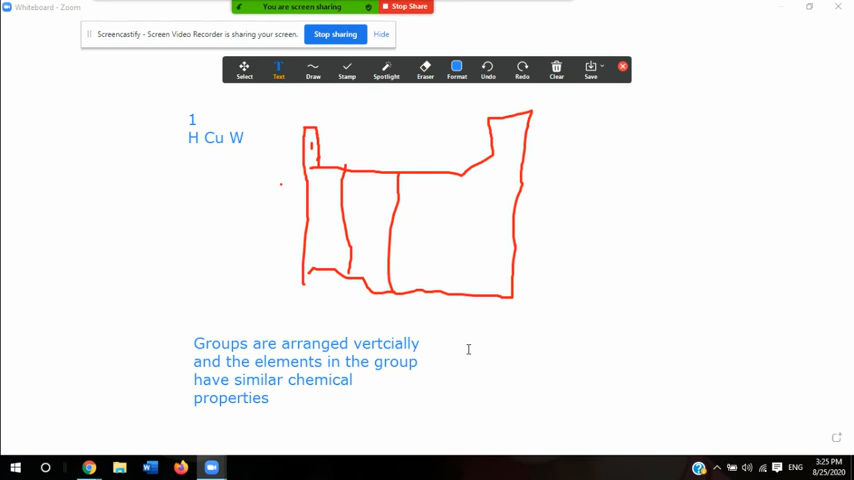 Whiteboard - Zoom
You are screen sharing
Stop Share
Screencastify - Screen Video Recorder is sharing your screen.
Stop sharing
Hide
Select
Text
Draw
Stamp
Spotlight
Eraser
Format
Undo
Redo
Clear
Save
1
H Cu W
Groups are arranged vertcially
and the elements in the group
have similar chemical
properties
ENG
3:25 PM
8/25/2020